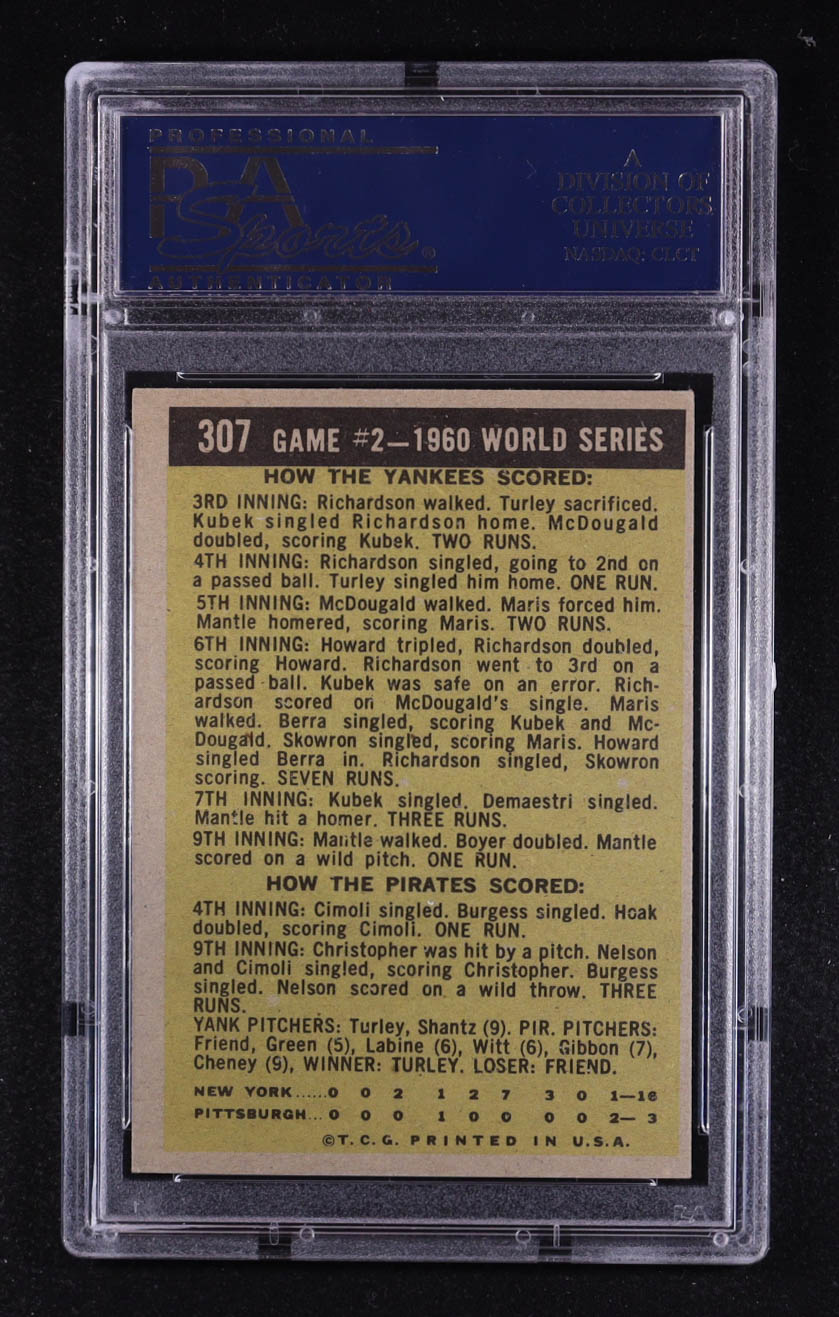 PROFESSIONAL
PSA
Sports®
AUTHENTICATOR
A
DIVISION OF
COLLECTORS
UNIVERSE
NASDAQ: CLCT
307 GAME #2—1960 WORLD SERIES
HOW THE YANKEES SCORED:
3RD INNING: Richardson walked. Turley sacrificed.
Kubek singled Richardson home. McDougald
doubled, scoring Kubek. TWO RUNS.
4TH INNING: Richardson singled, going to 2nd on
a passed ball. Turley singled him home. ONE RUN.
5TH INNING: McDougald walked. Maris forced him.
Mantle homered, scoring Maris. TWO RUNS.
6TH INNING: Howard tripled, Richardson doubled,
scoring Howard. Richardson went to 3rd on a
passed ball. Kubek was safe on an error. Rich-
ardson scored on McDougald's single. Maris
walked. Berra singled, scoring Kubek and Mc-
Dougald. Skowron singled, scoring Maris. Howard
singled Berra in. Richardson singled, Skowron
scoring. SEVEN RUNS.
7TH INNING: Kubek singled. Demaestri singled.
Mantle hit a homer. THREE RUNS.
9TH INNING: Mantle walked. Boyer doubled. Mantle
scored on a wild pitch. ONE RUN.
HOW THE PIRATES SCORED:
4TH INNING: Cimoli singled. Burgess singled. Hoak
doubled, scoring Cimoli. ONE RUN.
9TH INNING: Christopher was hit by a pitch. Nelson
and Cimoli singled, scoring Christopher. Burgess
singled. Nelson scored on a wild throw. THREE
RUNS.
YANK PITCHERS: Turley, Shantz (9). PIR. PITCHERS:
Friend, Green (5), Labine (6), Witt (6), Gibbon (7),
Cheney (9), WINNER: TURLEY. LOSER: FRIEND.
NEW YORK......0 0 2 1 2 7 3 0 1—16
PITTSBURGH...0 0 0 1 0 0 0 0 2— 3
©T.C.G. PRINTED IN U.S.A.
PSA